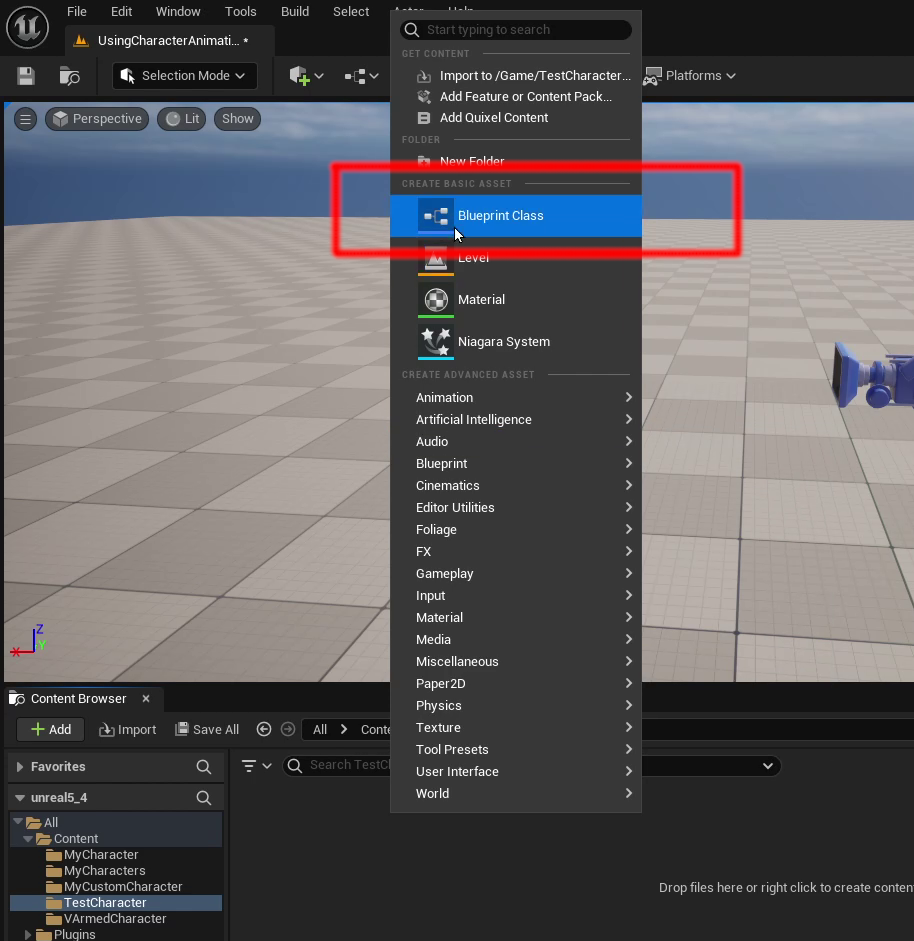 File Edit Window Tools Build Select Actor Help
UsingCharacterAnimati... *
Selection Mode
Platforms
Perspective Lit Show
Start typing to search
GET CONTENT
Import to /Game/TestCharacter...
Add Feature or Content Pack...
Add Quixel Content
FOLDER
New Folder
CREATE BASIC ASSET
Blueprint Class
Level
Material
Niagara System
CREATE ADVANCED ASSET
Animation
Artificial Intelligence
Audio
Blueprint
Cinematics
Editor Utilities
Foliage
FX
Gameplay
Input
Material
Media
Miscellaneous
Paper2D
Physics
Texture
Tool Presets
User Interface
World
Z
Y
X
Content Browser
Add Import Save All All Conte
Favorites
Search TestCh
unreal5_4
All
Content
MyCharacter
MyCharacters
MyCustomCharacter
TestCharacter
VArmedCharacter
Plugins
Drop files here or right click to create conten